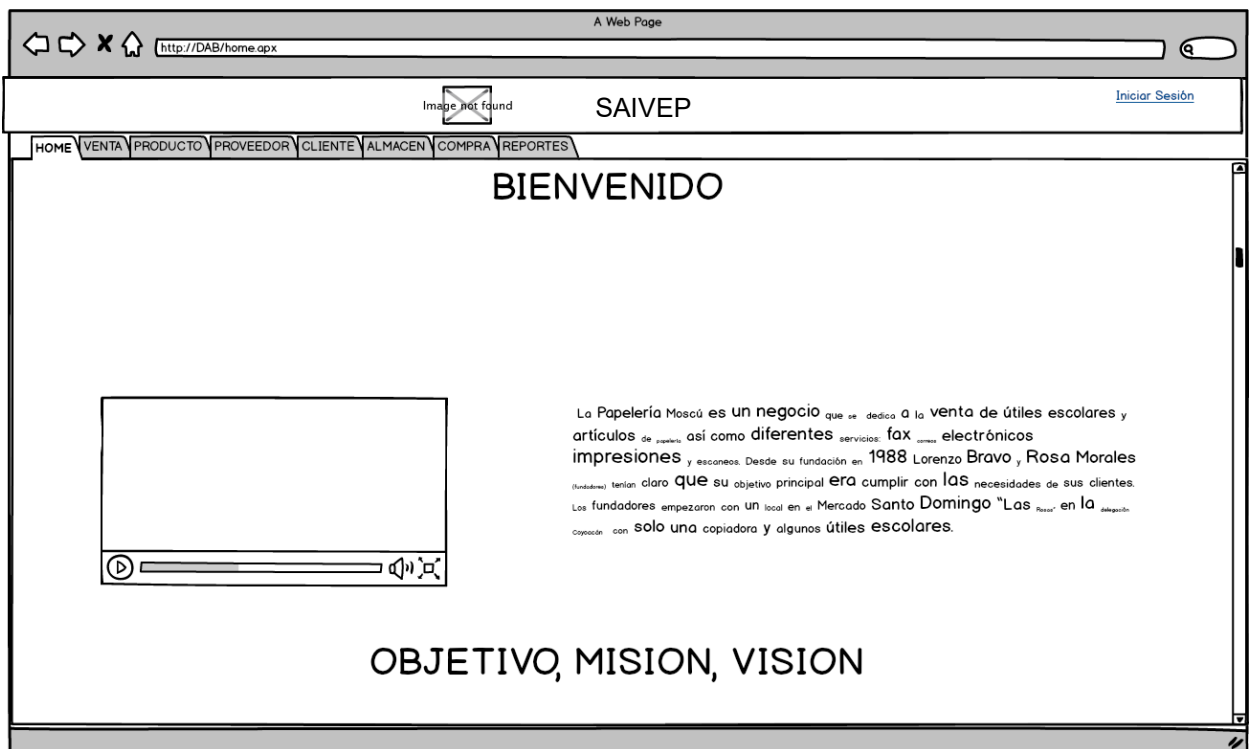 A Web Page
http://DAB/home.apx
Image not found
SAIVEP
Iniciar Sesión
HOME VENTA PRODUCTO PROVEEDOR CLIENTE ALMACEN COMPRA REPORTES
BIENVENIDO
La Papelería Moscú es un negocio que se dedica a la venta de útiles escolares y
artículos de papelería así como diferentes servicios: fax correos electrónicos
impresiones y escaneos. Desde su fundación en 1988 Lorenzo Bravo y Rosa Morales
(fundadores) tenían claro que su objetivo principal era cumplir con las necesidades de sus clientes.
Los fundadores empezaron con un local en el Mercado Santo Domingo "Las Rosas" en la delegación
Coyoacán con solo una copiadora y algunos útiles escolares.
OBJETIVO, MISION, VISION